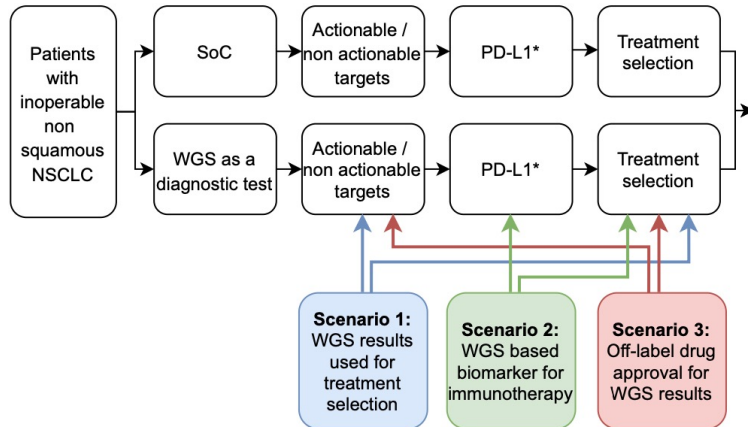 Patients
with
inoperable
non
squamous
NSCLC
SoC
Actionable /
non actionable
targets
PD-L1*
Treatment
selection
WGS as a
diagnostic test
Actionable /
non actionable
targets
PD-L1*
Treatment
selection
Scenario 1:
WGS results
used for
treatment
selection
Scenario 2:
WGS based
biomarker for
immunotherapy
Scenario 3:
Off-label drug
approval for
WGS results